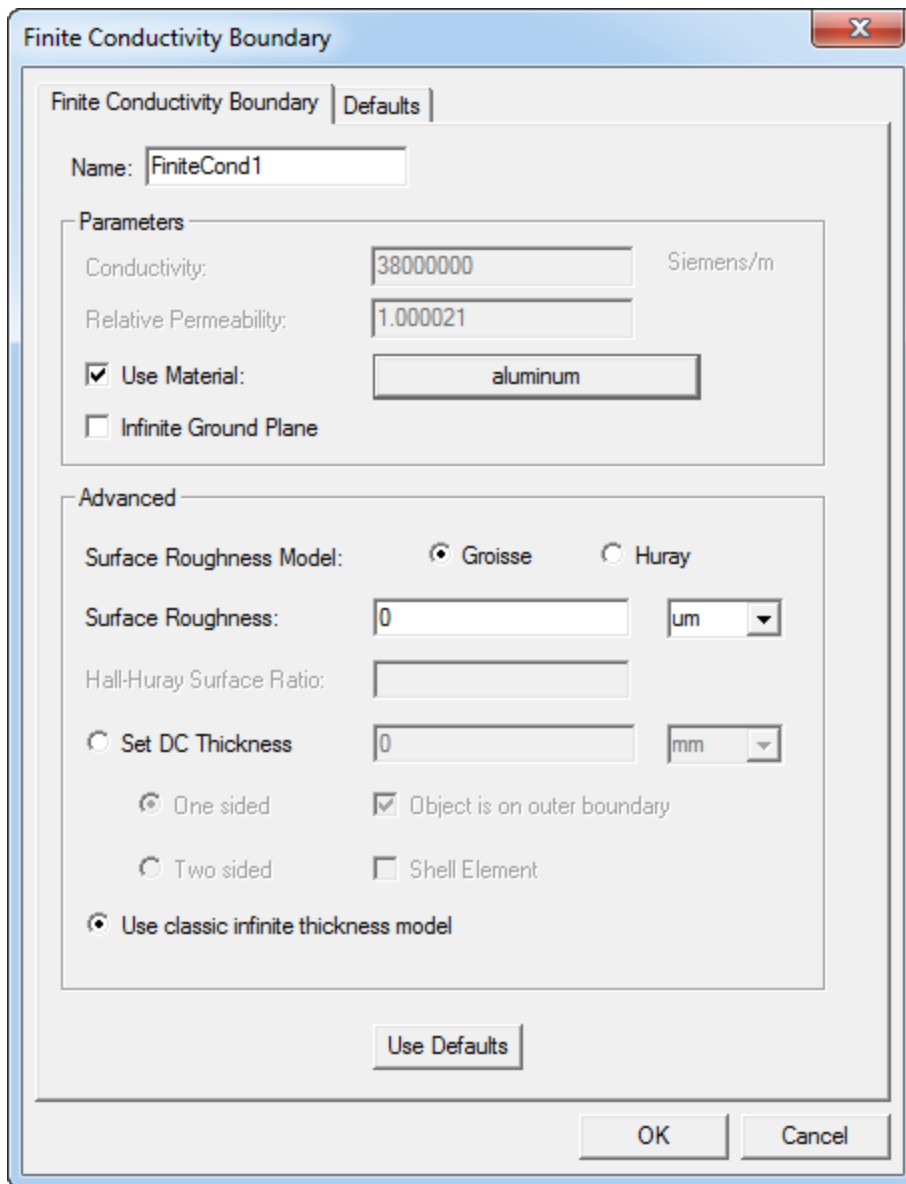 Finite Conductivity Boundary
Finite Conductivity Boundary Defaults
Name: FiniteCond1
Parameters
Conductivity: 38000000 Siemens/m
Relative Permeability: 1.000021
Use Material: aluminum
Infinite Ground Plane
Advanced
Surface Roughness Model: Groisse Huray
Surface Roughness: 0 um
Hall-Huray Surface Ratio:
Set DC Thickness 0 mm
One sided Object is on outer boundary
Two sided Shell Element
Use classic infinite thickness model
Use Defaults
OK Cancel